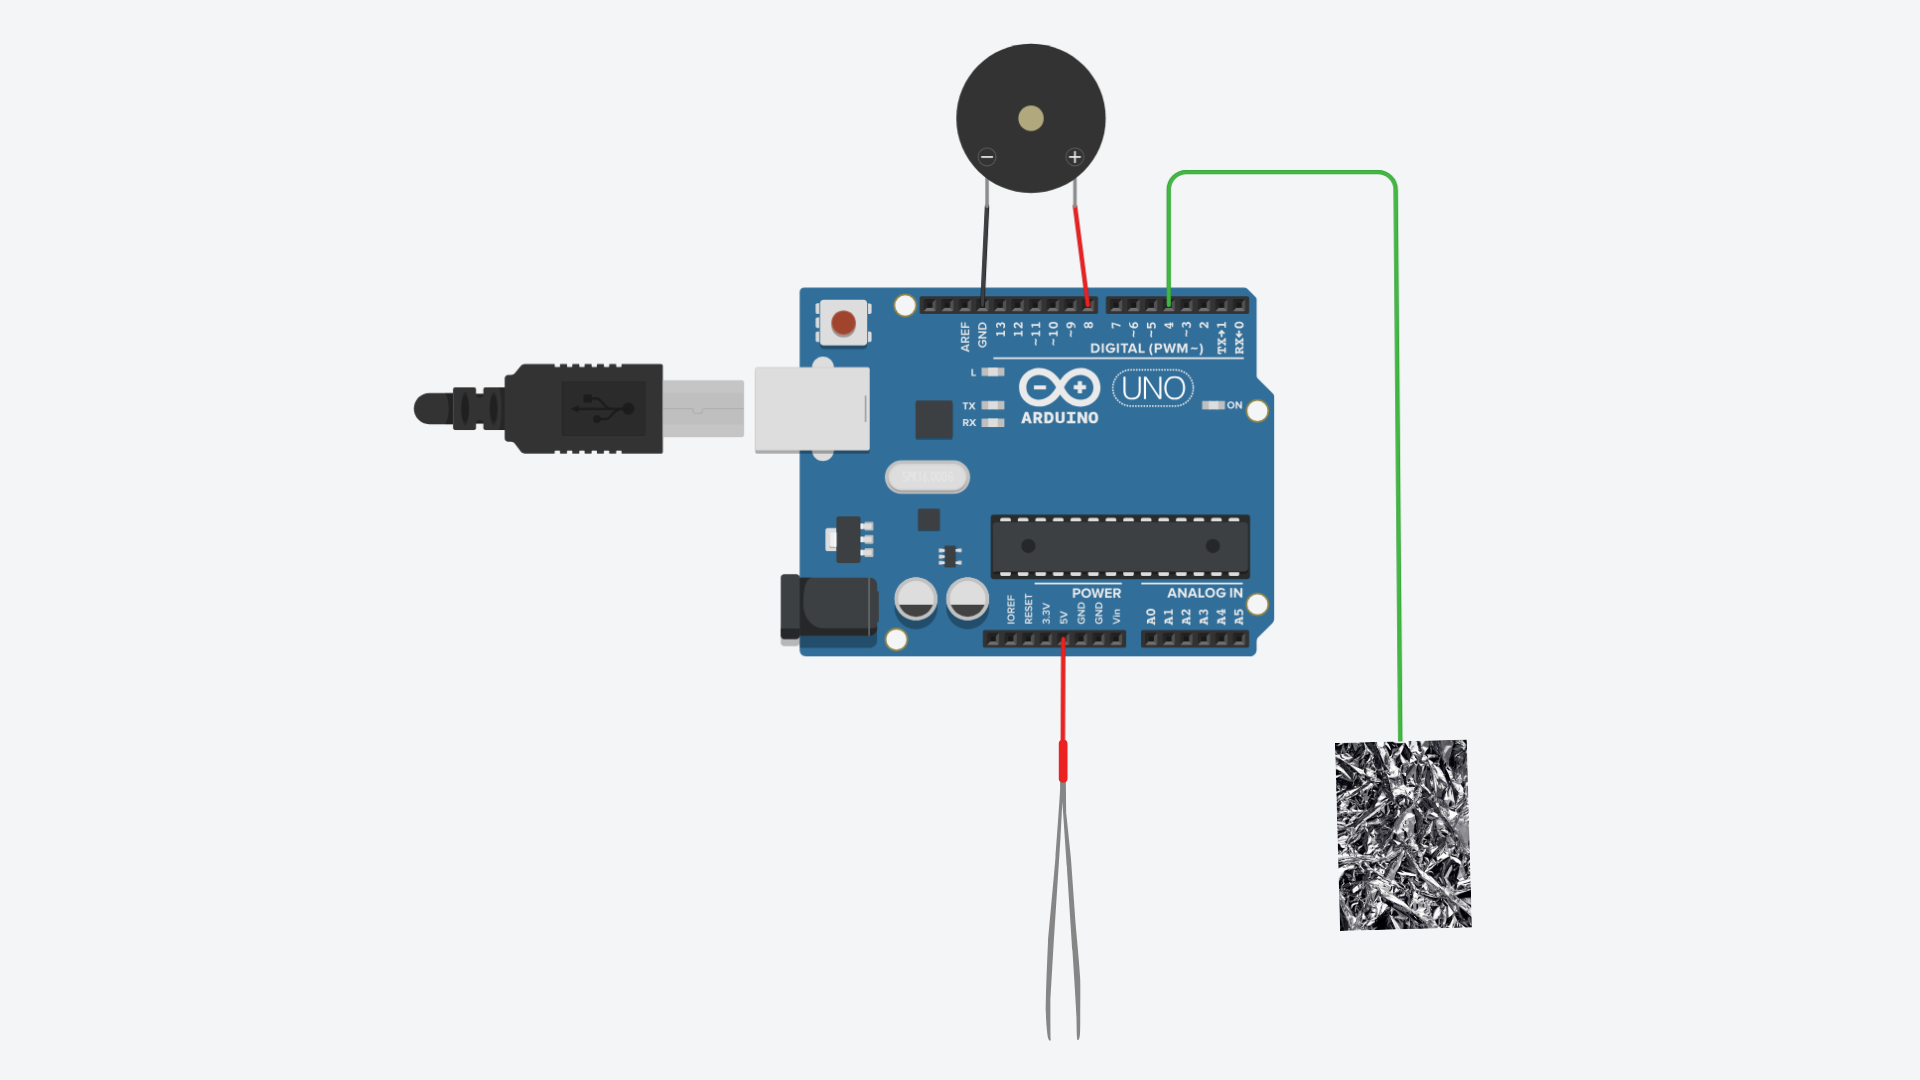 − +
AREF
GND
13
12
~11
~10
~9
8
7
~6
~5
4
~3
2
TX→1
RX←0
DIGITAL (PWM~)
L
TX
RX
ARDUINO
UNO
ON
POWER
ANALOG IN
IOREF
RESET
3.3V
5V
GND
GND
Vin
A0
A1
A2
A3
A4
A5